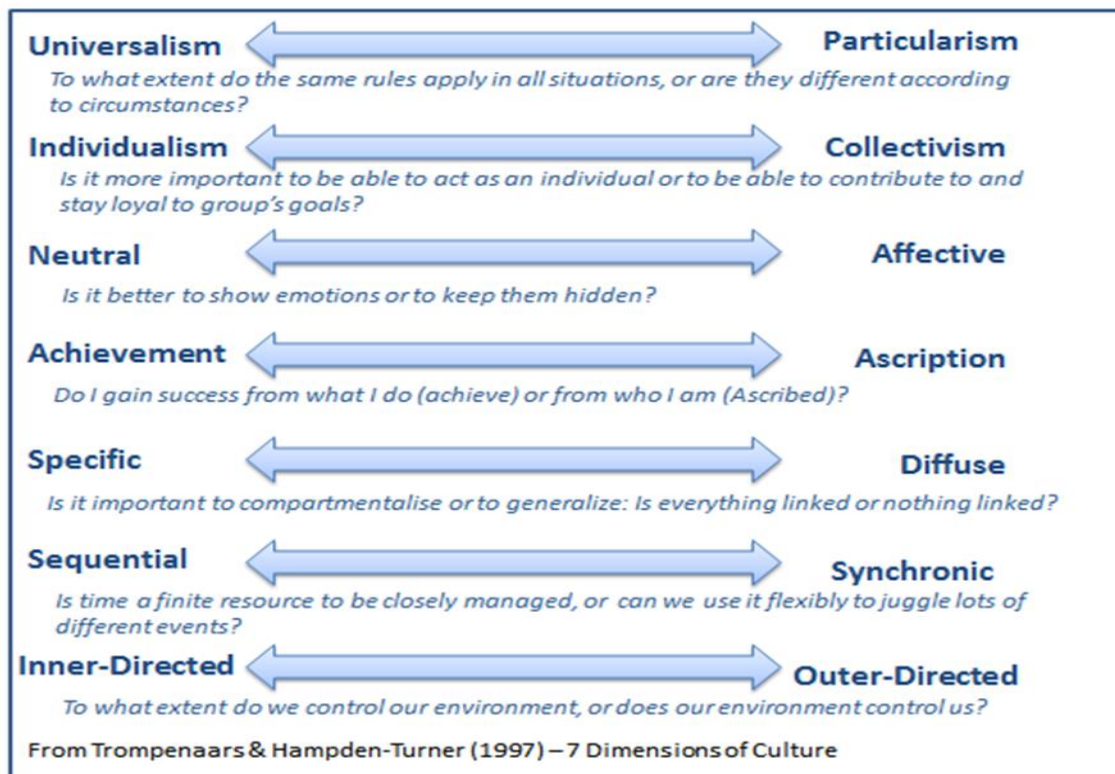 Universalism Particularism
To what extent do the same rules apply in all situations, or are they different according
to circumstances?
Individualism Collectivism
Is it more important to be able to act as an individual or to be able to contribute to and
stay loyal to group's goals?
Neutral Affective
Is it better to show emotions or to keep them hidden?
Achievement Ascription
Do I gain success from what I do (achieve) or from who I am (Ascribed)?
Specific Diffuse
Is it important to compartmentalise or to generalize: Is everything linked or nothing linked?
Sequential Synchronic
Is time a finite resource to be closely managed, or can we use it flexibly to juggle lots of
different events?
Inner-Directed Outer-Directed
To what extent do we control our environment, or does our environment control us?
From Trompenaars & Hampden-Turner (1997) – 7 Dimensions of Culture